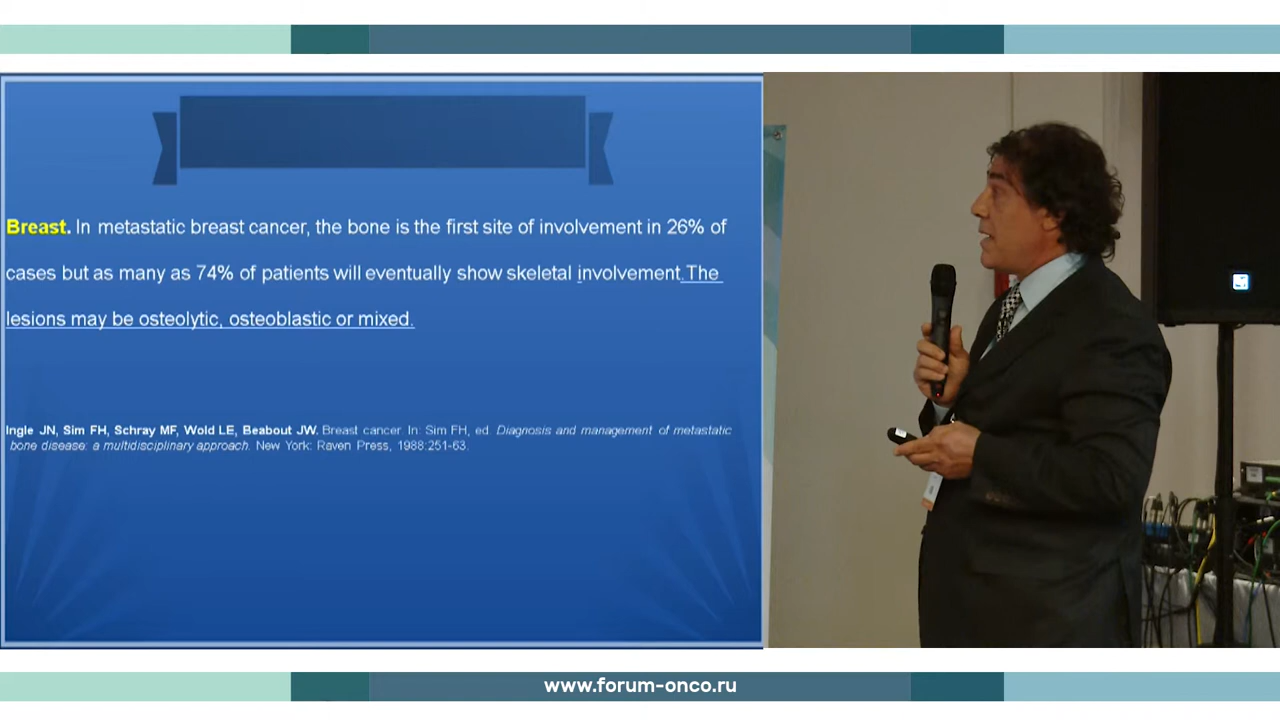 Breast. In metastatic breast cancer, the bone is the first site of involvement in 26% of
cases but as many as 74% of patients will eventually show skeletal involvement.The
lesions may be osteolytic, osteoblastic or mixed.
Ingle JN, Sim FH, Schray MF, Wold LE, Beabout JW. Breast cancer. In: Sim FH, ed. Diagnosis and management of metastatic
bone disease: a multidisciplinary approach. New York: Raven Press, 1988:251-63.
www.forum-onco.ru